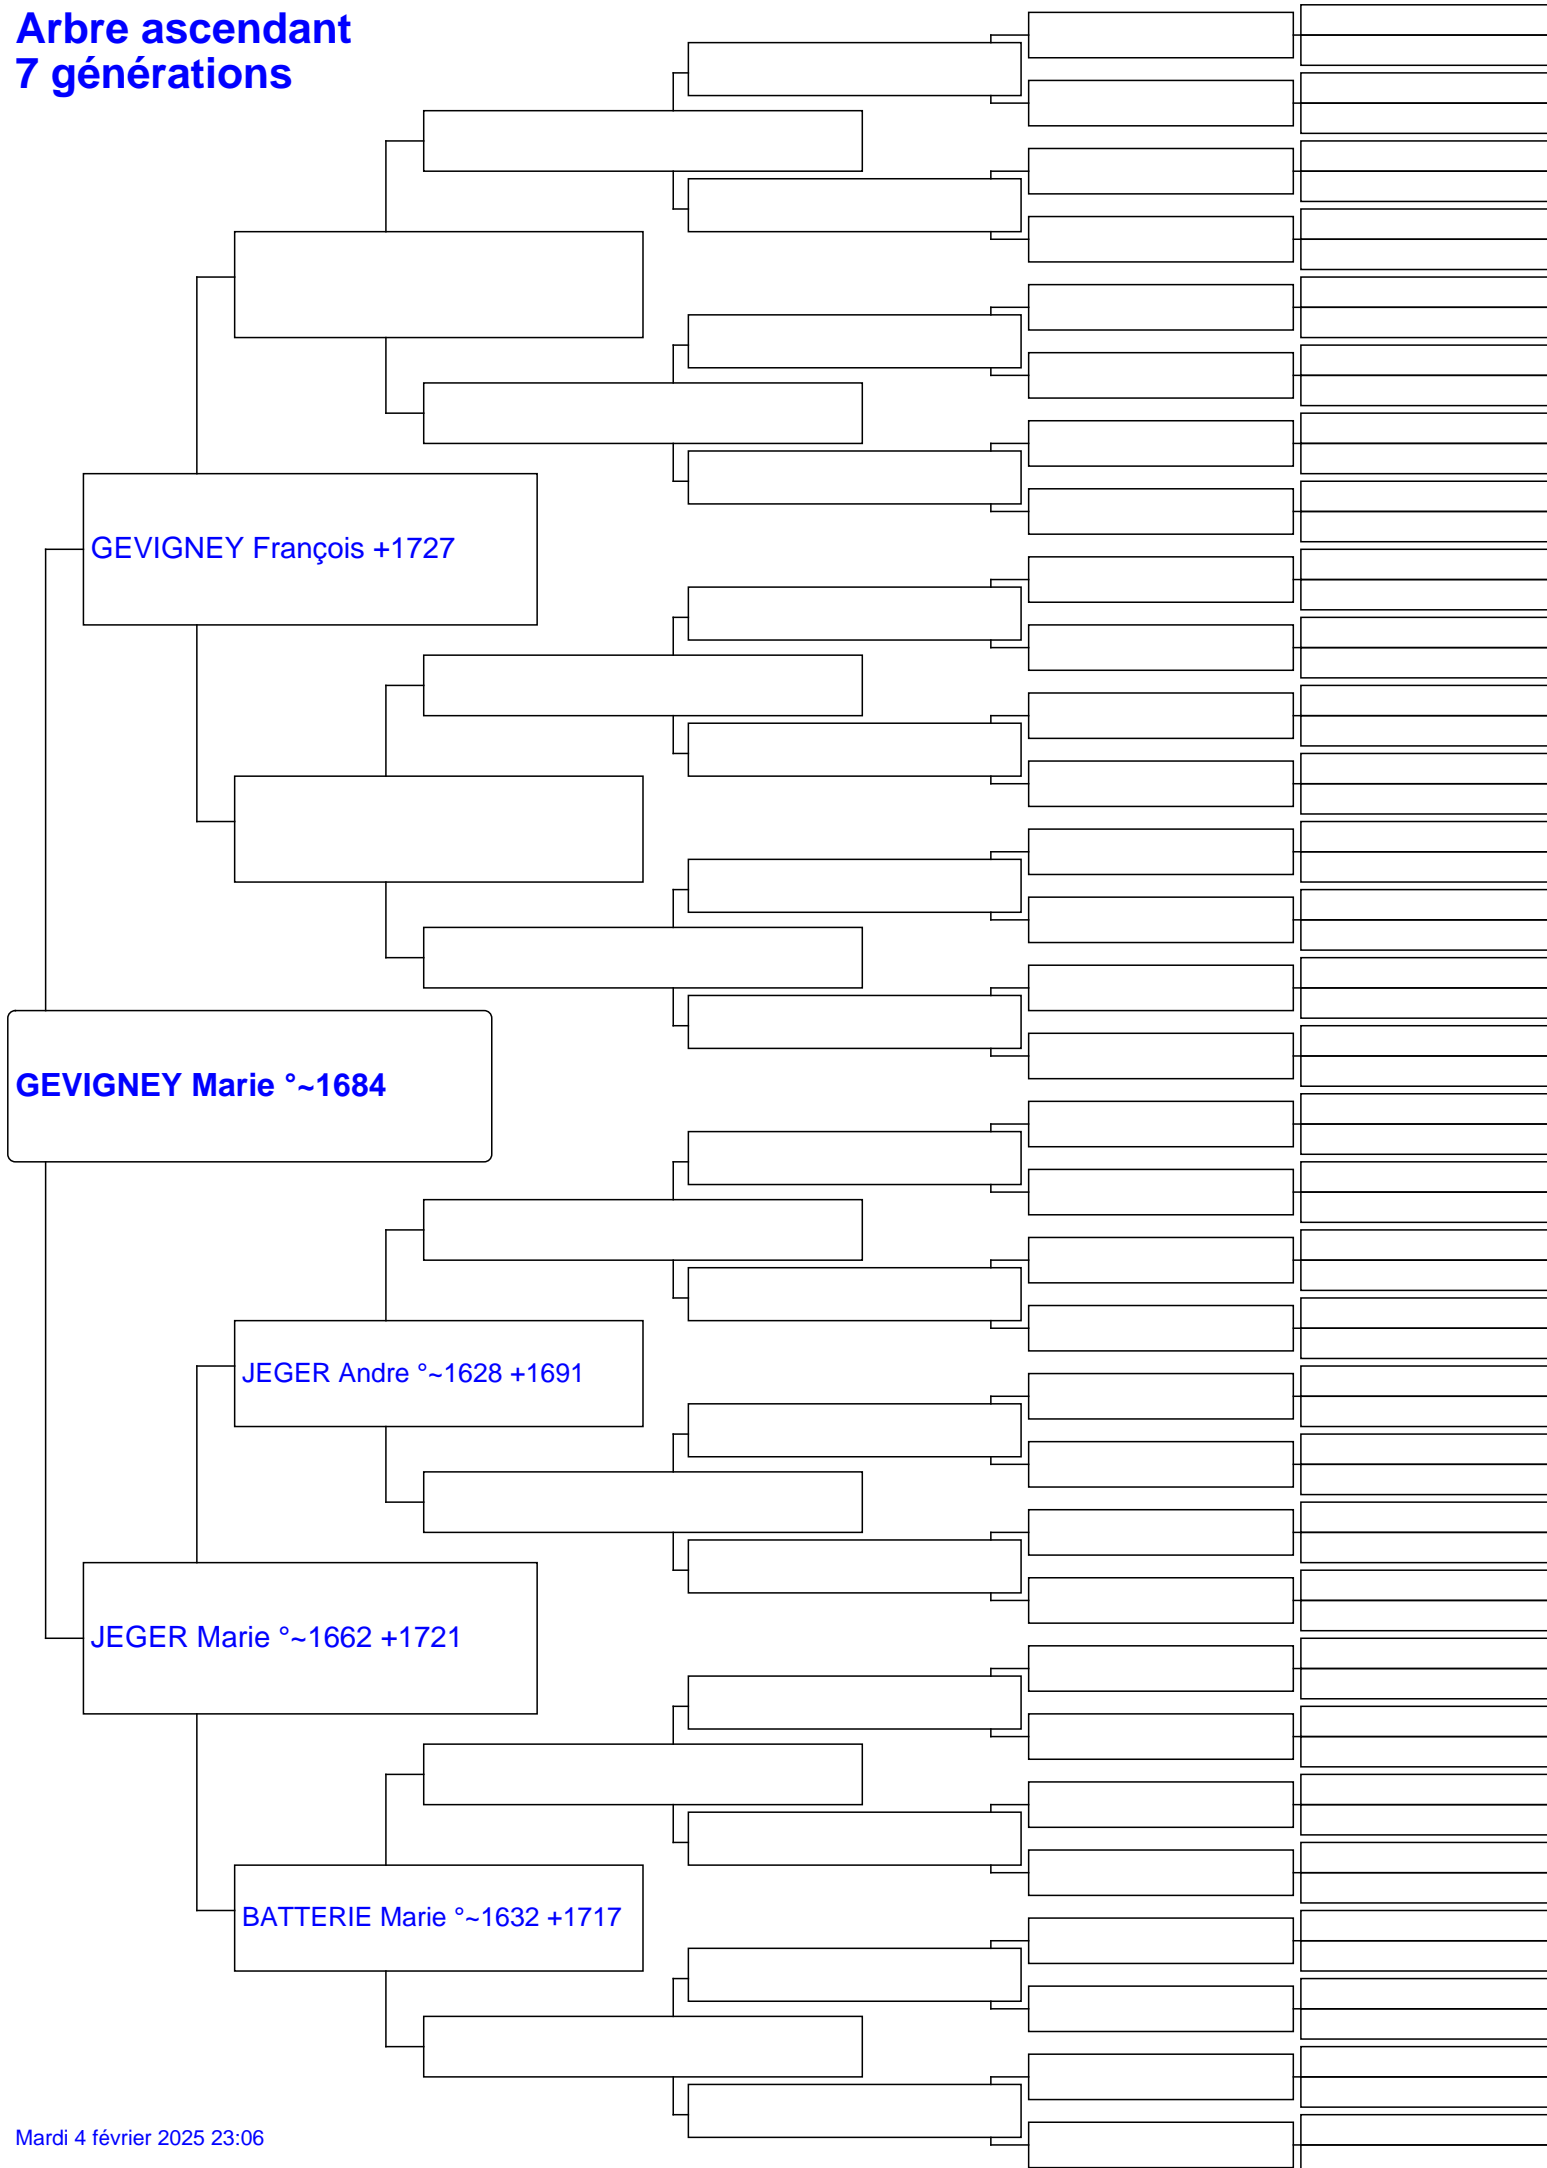 Arbre ascendant
7 générations
GEVIGNEY François +1727
GEVIGNEY Marie °~1684
JEGER Andre °~1628 +1691
JEGER Marie °~1662 +1721
BATTERIE Marie °~1632 +1717
Mardi 4 février 2025 23:06